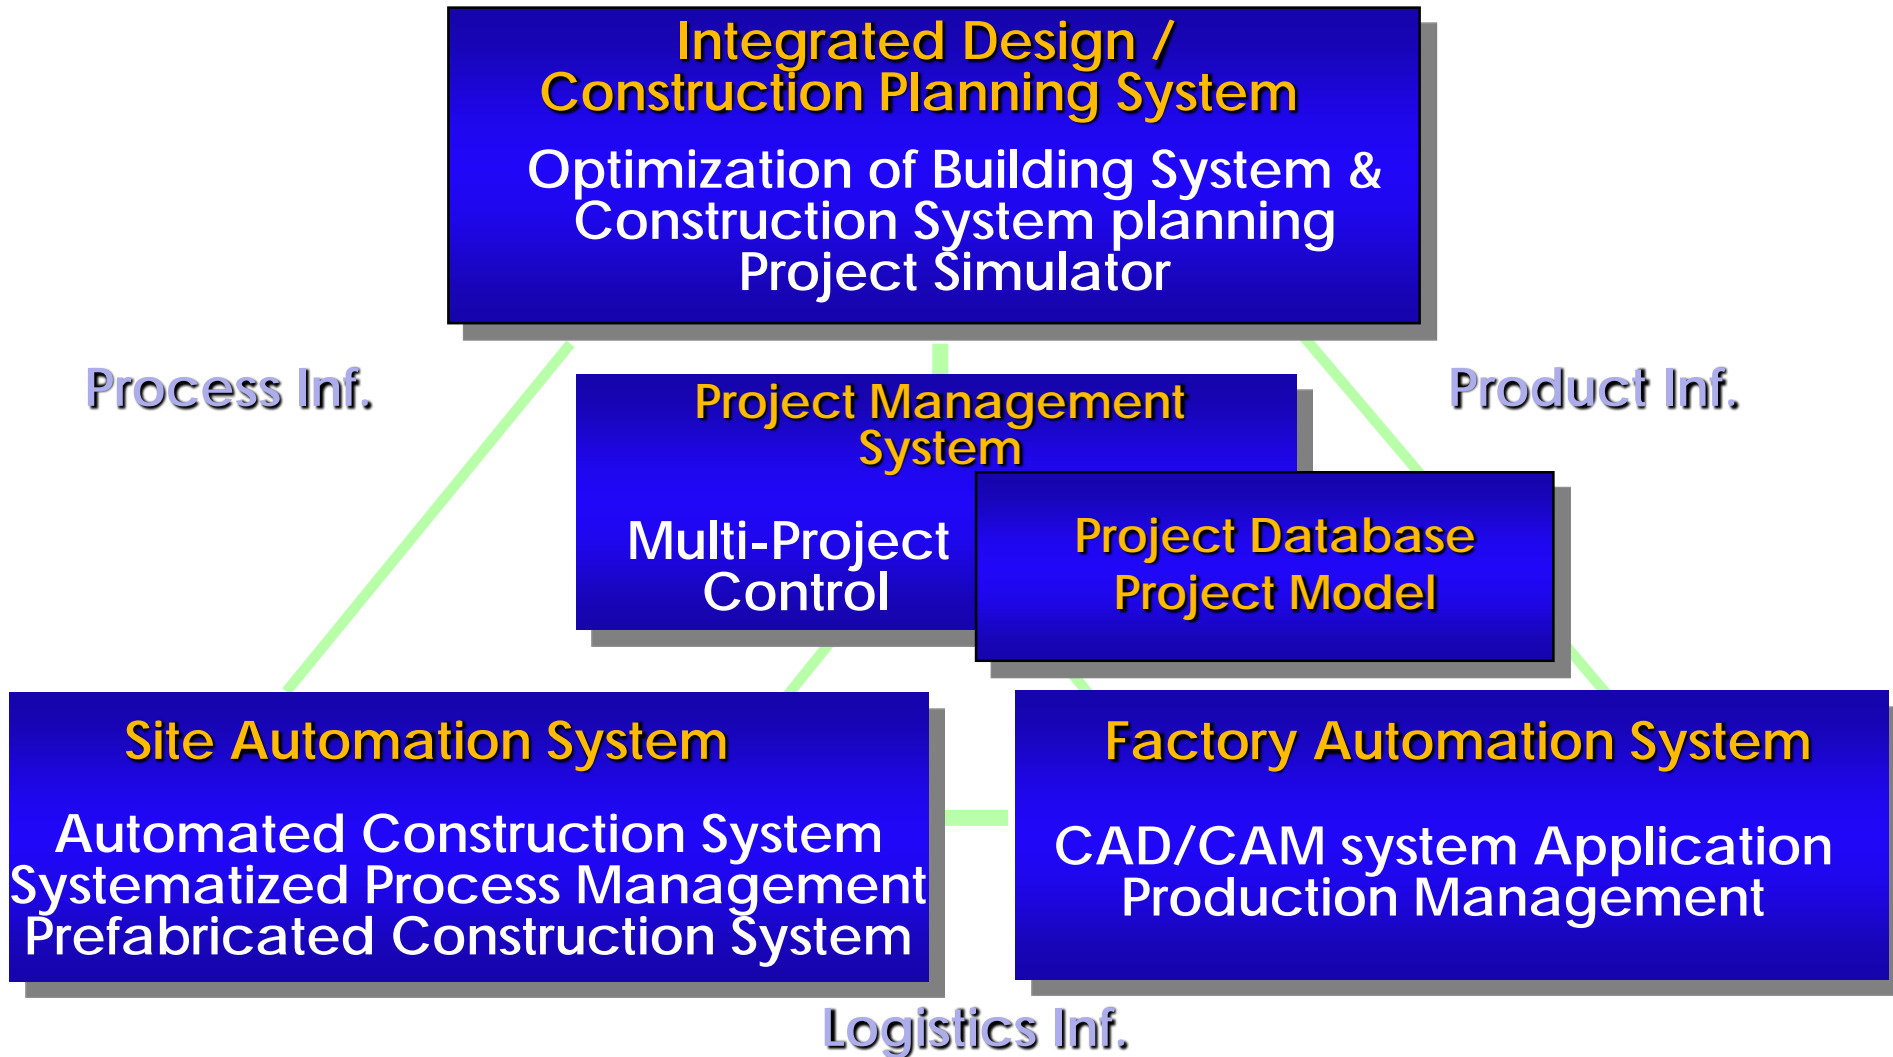 Integrated Design /
Construction Planning System
Optimization of Building System &
Construction System planning
Project Simulator
Process Inf.
Product Inf.
Project Management
System
Multi-Project
Control
Project Database
Project Model
Site Automation System
Automated Construction System
Systematized Process Management
Prefabricated Construction System
Factory Automation System
CAD/CAM system Application
Production Management
Logistics Inf.